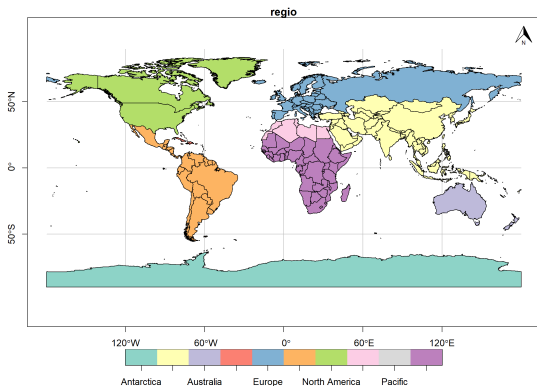 regio
50°N
0°
50°S
120°W 60°W 0° 60°E 120°E
Antarctica Australia Europe North America Pacific